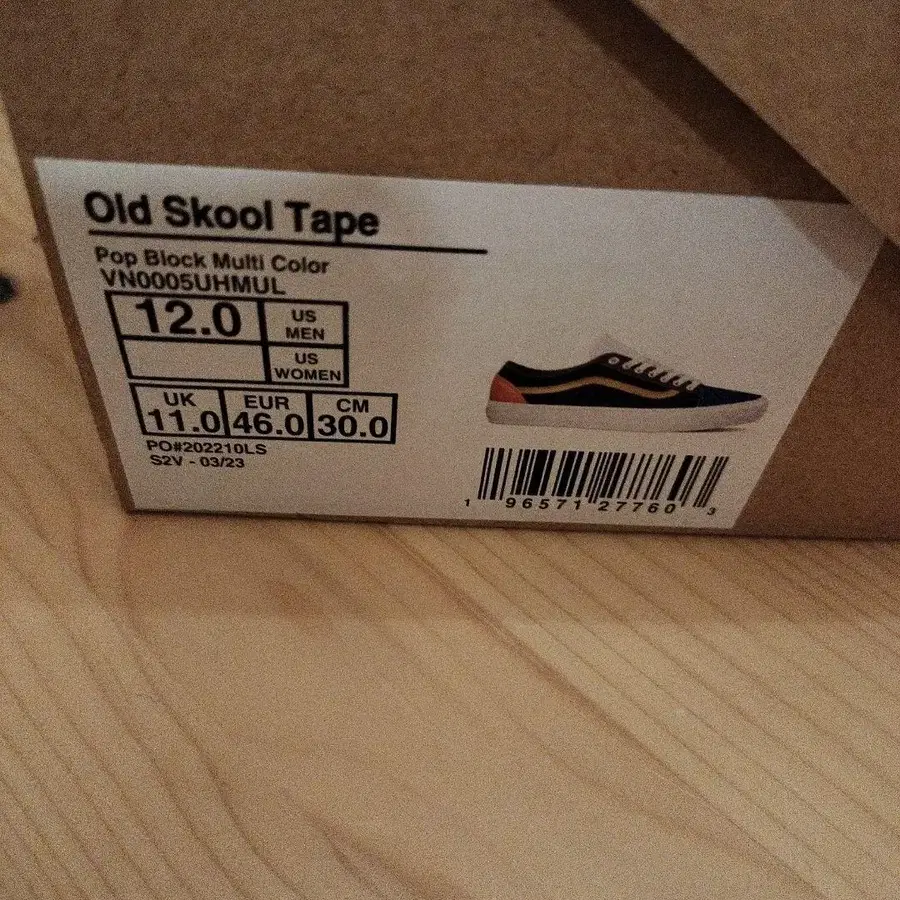 Old Skool Tape
Pop Block Multi Color
VN0005UHMUL
12.0 US MEN
US WOMEN
UK EUR CM
11.0 46.0 30.0
PO#202210LS
S2V - 03/23
1 96571 27760 3